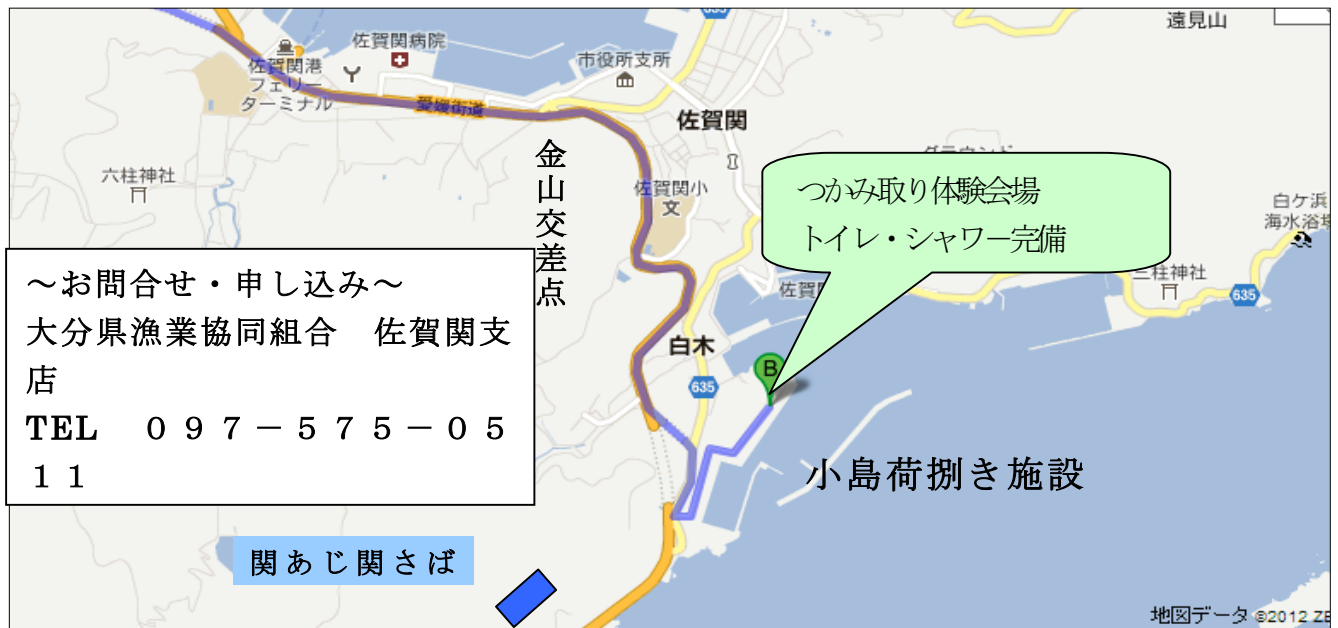 635
遠見山
佐賀関病院
市役所支所
佐賀関港
フェリー
ターミナル
愛媛街道
佐賀関
金山交差点
六柱神社
佐賀関小
文
つかみ取り体験会場
トイレ・シャワー完備
白ケ浜
海水浴場
三柱神社
635
佐賀関
～お問合せ・申し込み～
大分県漁業協同組合　佐賀関支
店
TEL　０９７－５７５－０５
１１
白木
635
B
小島荷捌き施設
関あじ関さば
地図データ ©2012 ZE